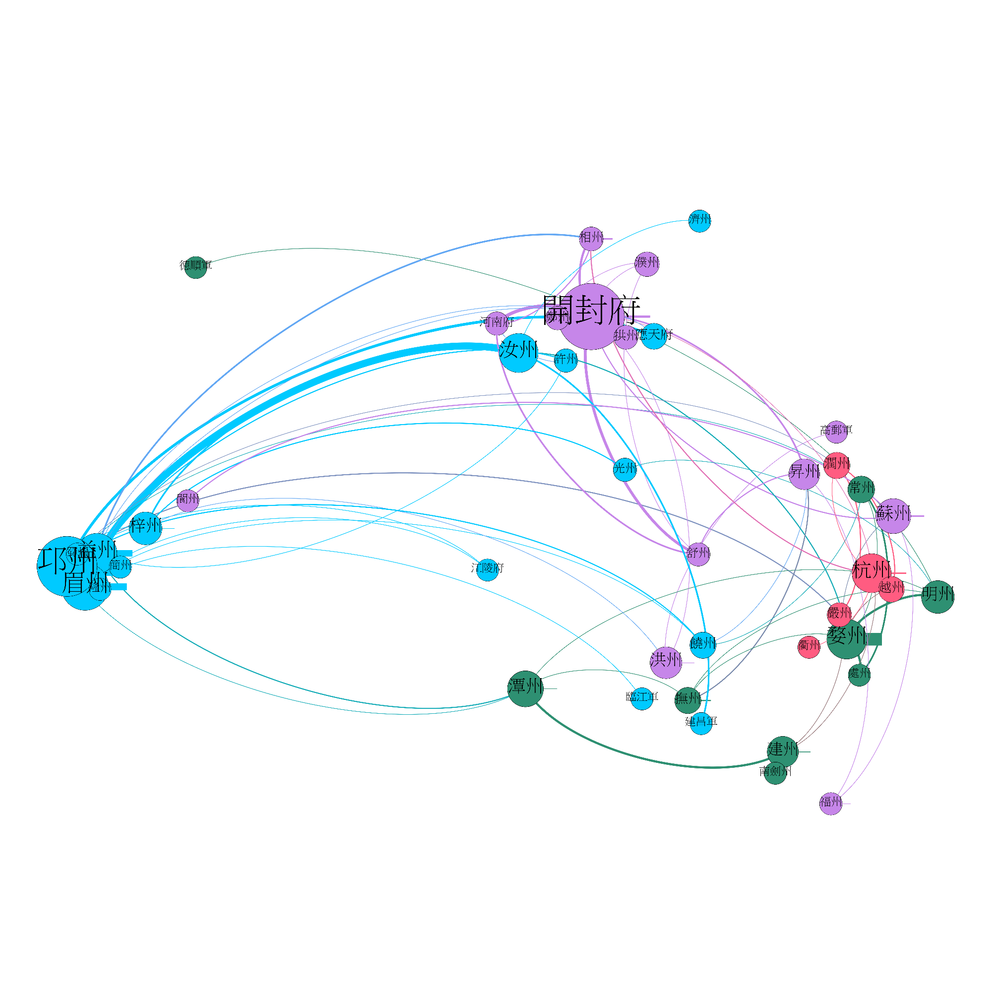 濟州
相州
濮州
德順軍
開封府
鄭州
河南府
拱州
應天府
汝州
許州
高郵軍
潤州
光州
昇州
常州
閬州
蘇州
梓州
舒州
邛州
簡州
江陵府
杭州
眉州
越州
明州
嚴州
婺州
饒州
衢州
洪州
處州
潭州
撫州
臨江軍
建昌軍
建州
南劍州
福州